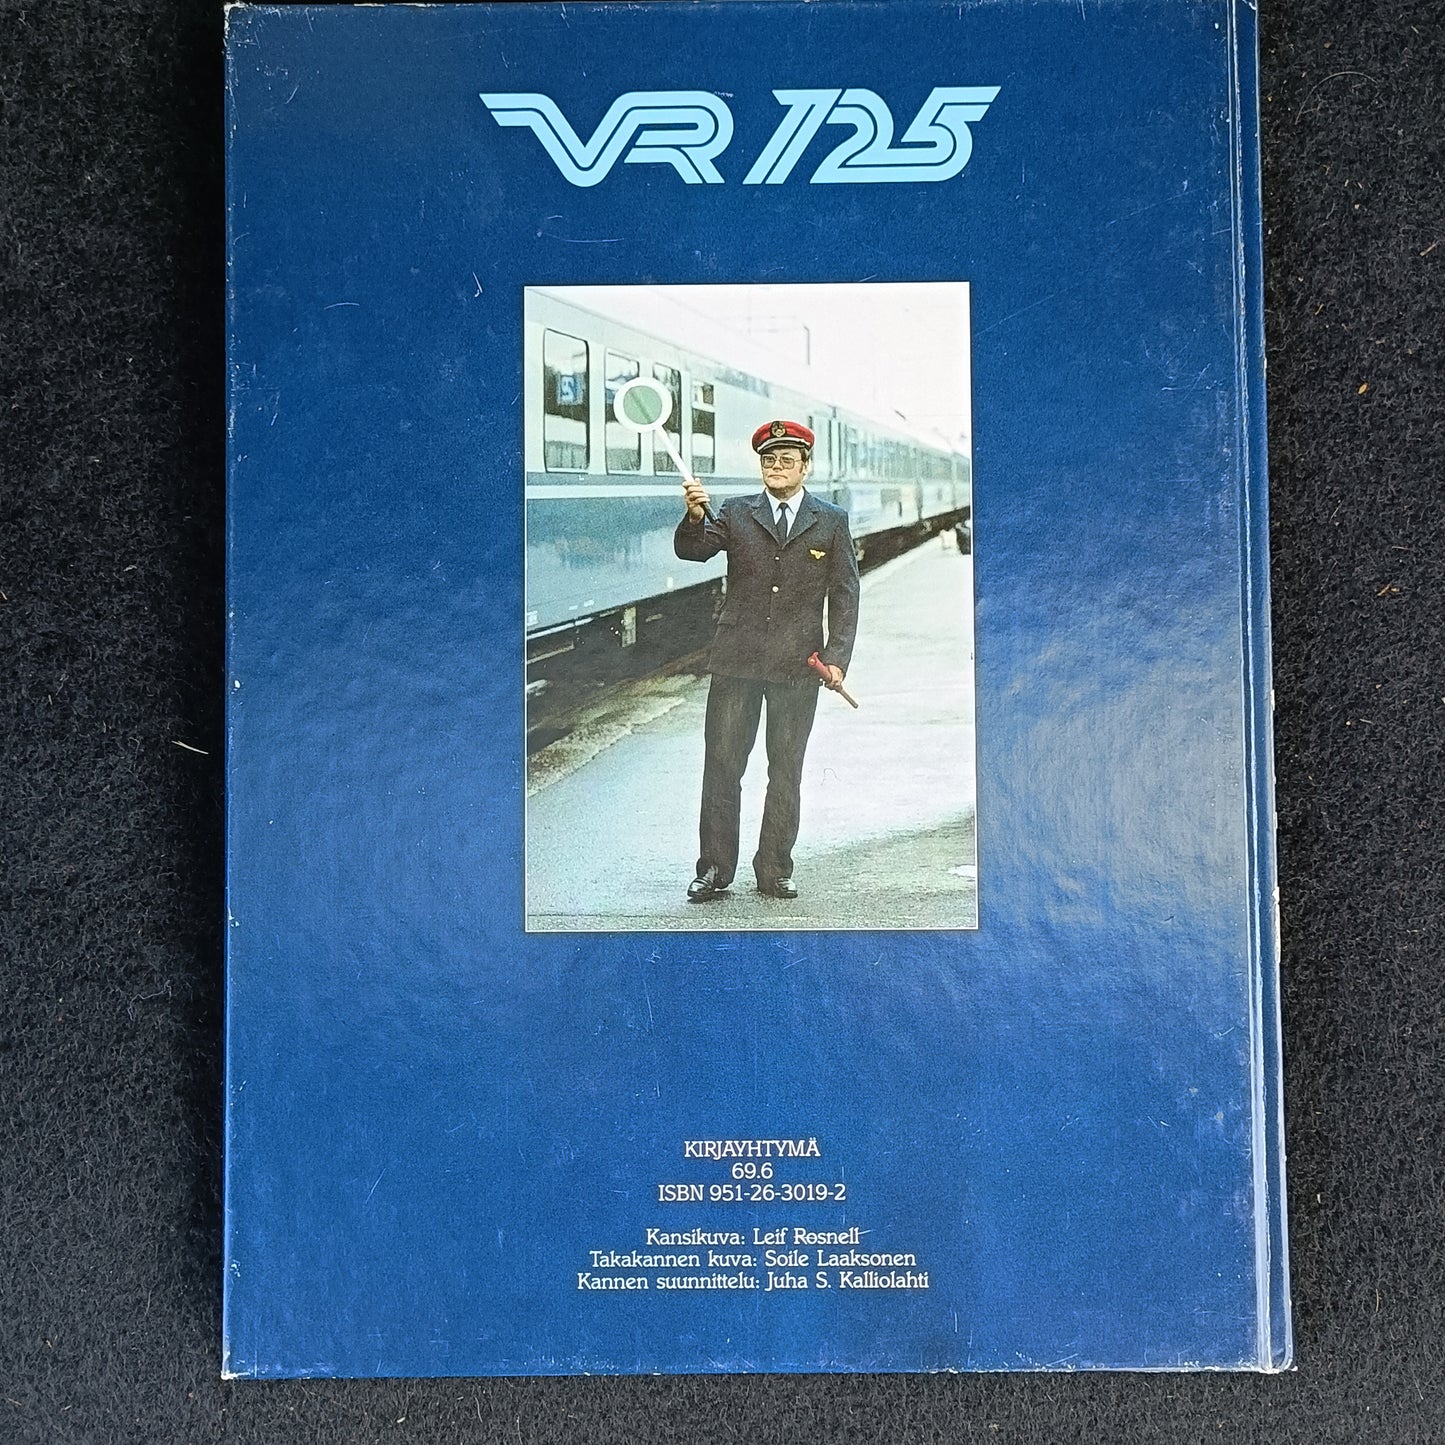 VR 125
KIRJAYHTYMÄ
69.6
ISBN 951-26-3019-2
Kansikuva: Leif Rosnell
Takakannen kuva: Soile Laaksonen
Kannen suunnittelu: Juha S. Kalliolahti